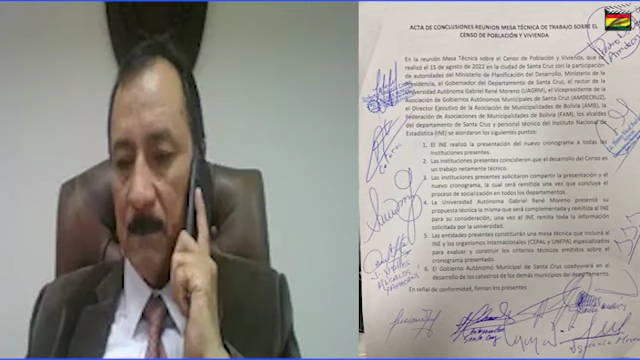 ACTA DE CONCLUSIONES REUNION MESA TÉCNICA DE TRABAJO SOBRE EL
CENSO DE POBLACIÓN Y VIVIENDA
En la reunión Mesa Técnica sobre el Censo de Población y Vivienda, que se
realizó el 15 de agosto de 2022 en la ciudad de Santa Cruz con la participación
de autoridades del Ministerio de Planificación del Desarrollo, Ministerio de la
Presidencia, el Gobernador del Departamento de Santa Cruz, el rector de la
Universidad Autónoma Gabriel René Moreno (UAGRM), el Vicepresidente de la
Asociación de Gobiernos Autónomos Municipales de Santa Cruz (AMDECRUZ),
el Director Ejecutivo de la Asociación de Municipalidades de Bolivia (AMB), la
Federación de Asociaciones de Municipalidades de Bolivia (FAM), los alcaldes
del departamento de Santa Cruz y personal técnico del Instituto Nacional de
Estadística (INE) se acordaron los siguientes puntos:
1. El INE realizó la presentación del nuevo cronograma a todas las
instituciones presentes.
2. Las instituciones presentes coincidieron que el desarrollo del Censo es
un trabajo netamente técnico.
3. Las instituciones presentes solicitaron compartir la presentación y el
nuevo cronograma, la cual será remitida una vez que concluya el
proceso de socialización en todos los departamentos.
4. La Universidad Autónoma Gabriel René Moreno presentó su
propuesta técnica la misma que será complementada y remitida al INE
para su consideración, una vez el INE remita toda la información
solicitada por la universidad.
5. Las entidades presentes constituirán una mesa técnica que incluirá al
INE y los organismos Internacionales (CEPAL y UNFPA) especializados
para evaluar y construir los criterios técnicos emitidos sobre el
cronograma presentado.
6. El Gobierno Autónomo Municipal de Santa Cruz coadyuvará en el
desarrollo de los catastros de los demás municipios del departamento.
En señal de conformidad, firman los presentes